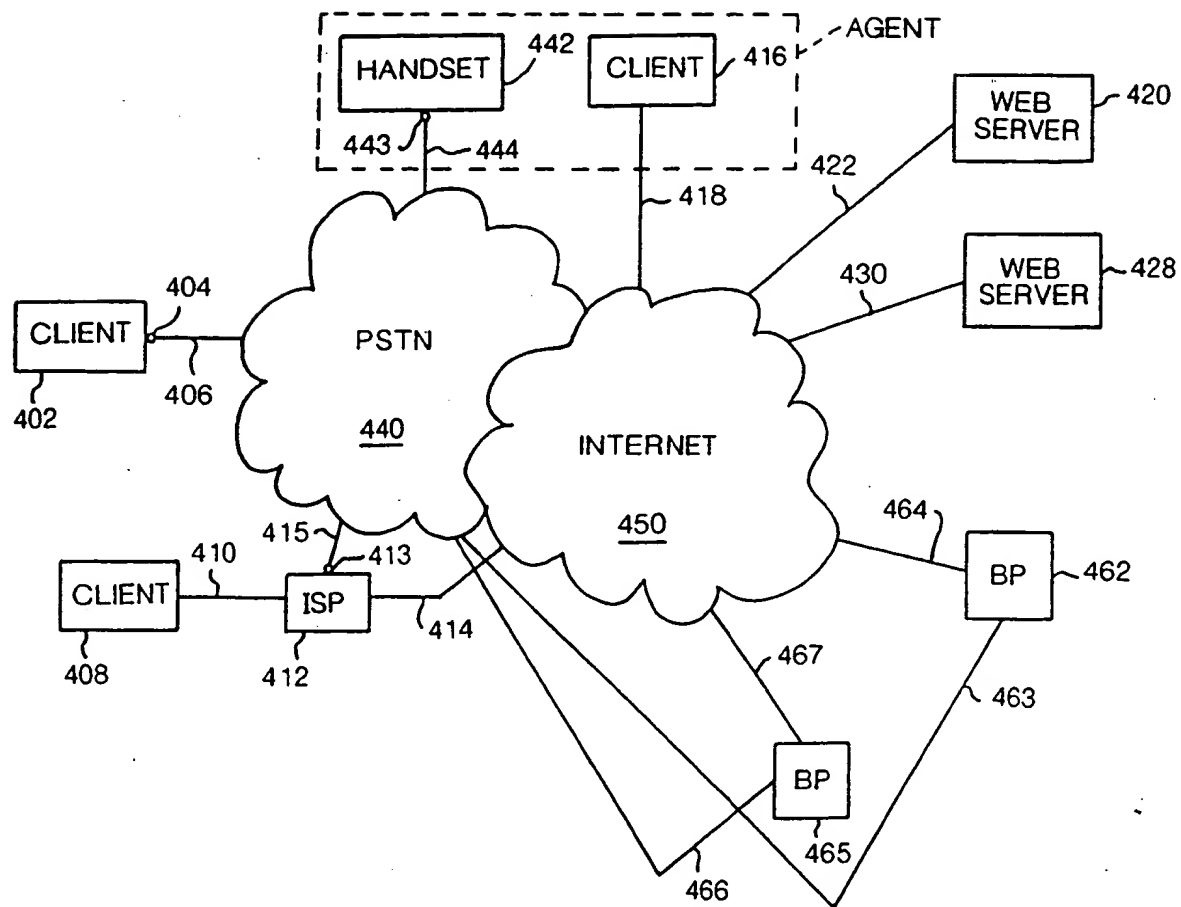 AGENT
HANDSET
442
CLIENT
416
443
444
418
WEB SERVER
420
422
WEB SERVER
428
430
CLIENT
404
406
402
PSTN
440
INTERNET
450
415
413
410
CLIENT
408
ISP
412
414
464
BP
462
463
467
BP
465
466